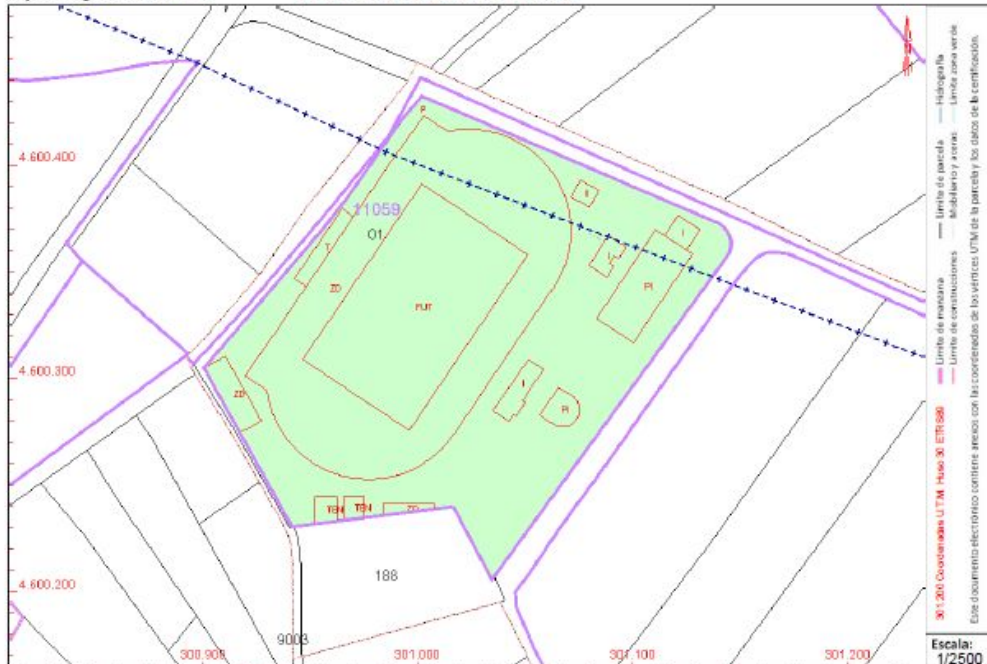 4.600.400
4.600.300
4.600.200
300.900
301.000
301.100
301.200
11059
01
P
T
ZD
FUT
I
I
I
PI
ZD
I
PI
TEN
TEN
ZD
188
9003
301,200 Coordenadas U.T.M. Huso 30 ETRS89
Límite de manzana
Límite de parcela
Hidrografía
Límite de construcciones
Mobiliario y aceras
Límite zona verde
Este documento electrónico contiene anexos con las coordenadas de los vértices UTM de la parcela y los datos de la certificación.
Escala:
1/2500